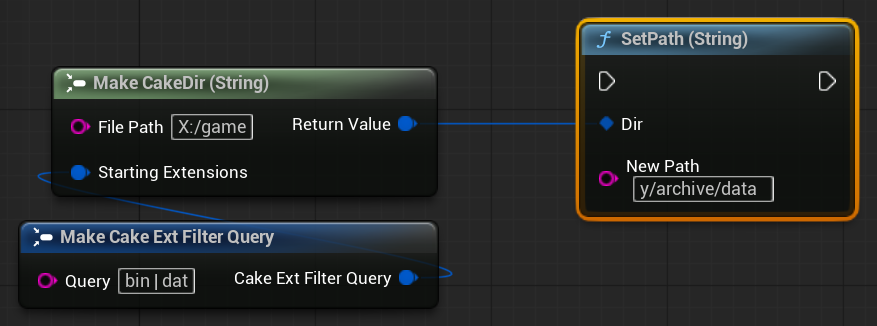 Make CakeDir (String)
File Path X:/game
Return Value
Starting Extensions
Make Cake Ext Filter Query
Query bin|dat
Cake Ext Filter Query
f SetPath (String)
Dir
New Path
y/archive/data